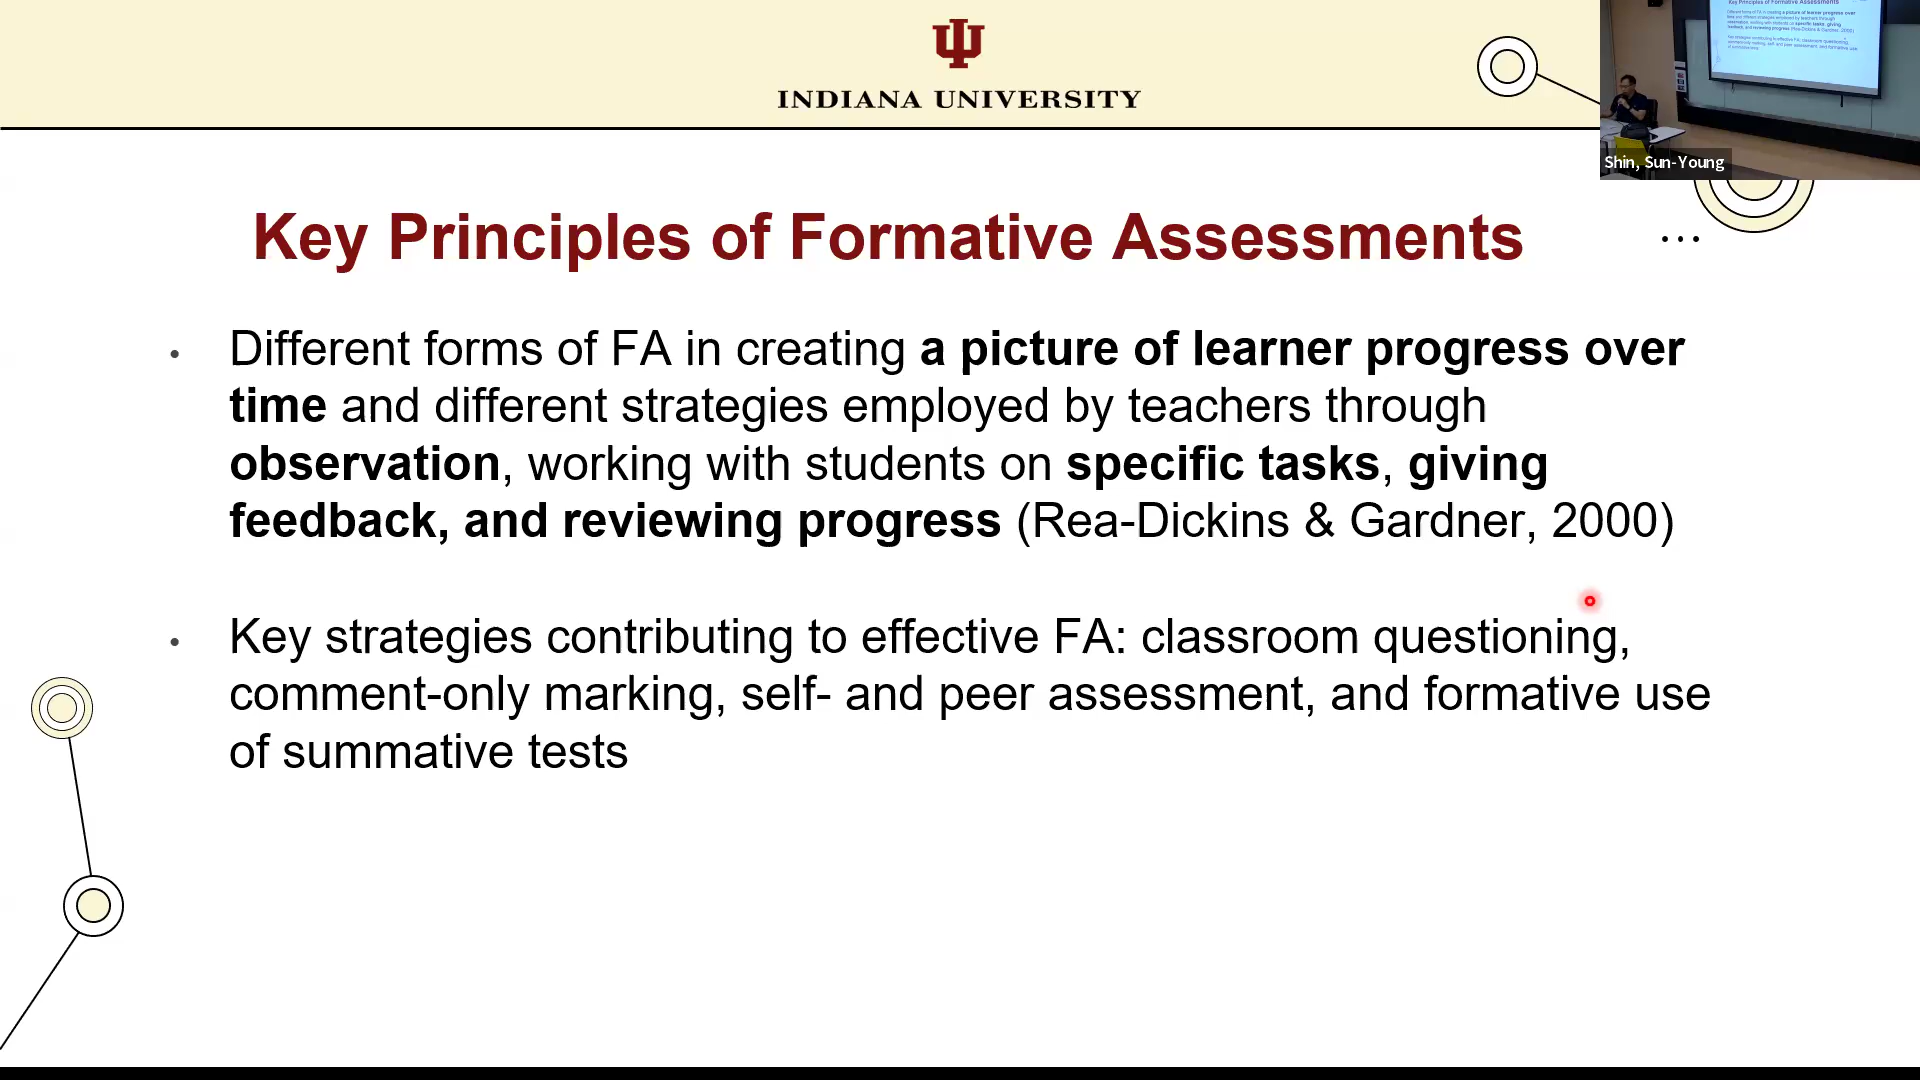 INDIANA UNIVERSITY
Shin, Sun-Young
Key Principles of Formative Assessments
...
• Different forms of FA in creating a picture of learner progress over
time and different strategies employed by teachers through
observation, working with students on specific tasks, giving
feedback, and reviewing progress (Rea-Dickins & Gardner, 2000)
• Key strategies contributing to effective FA: classroom questioning,
comment-only marking, self- and peer assessment, and formative use
of summative tests